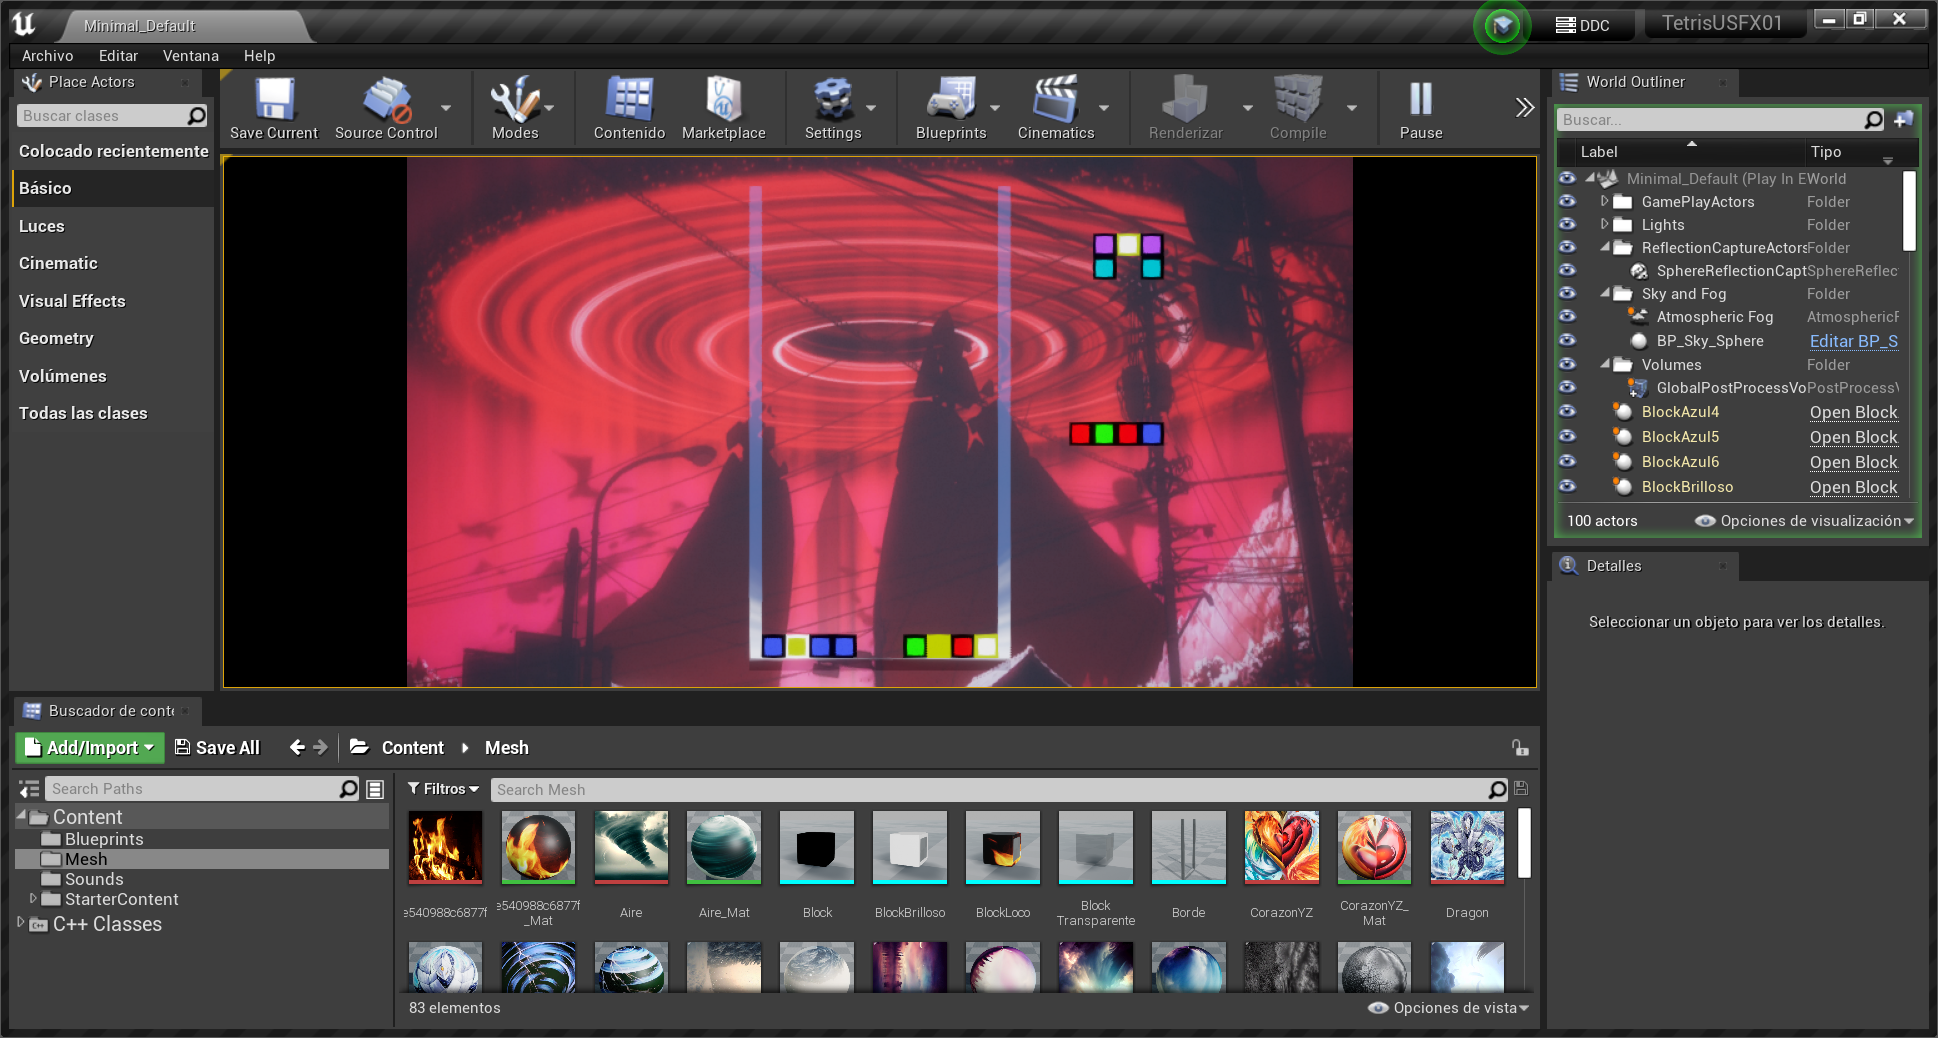 Minimal_Default
DDC
TetrisUSFX01
Archivo
Editar
Ventana
Help
Place Actors
Buscar clases
Colocado recientemente
Básico
Luces
Cinematic
Visual Effects
Geometry
Volúmenes
Todas las clases
Save Current
Source Control
Modes
Contenido
Marketplace
Settings
Blueprints
Cinematics
Renderizar
Compile
Pause
World Outliner
Buscar...
Label
Tipo
Minimal_Default (Play In E
World
GamePlayActors
Folder
Lights
Folder
ReflectionCaptureActors
Folder
SphereReflectionCapt
SphereReflec
Sky and Fog
Folder
Atmospheric Fog
AtmosphericF
BP_Sky_Sphere
Editar BP_S
Volumes
Folder
GlobalPostProcessVo
PostProcessV
BlockAzul4
Open Block
BlockAzul5
Open Block
BlockAzul6
Open Block
BlockBrilloso
Open Block
100 actors
Opciones de visualización
Detalles
Seleccionar un objeto para ver los detalles.
Buscador de conte
Add/Import
Save All
Content
Mesh
Search Paths
Content
Blueprints
Mesh
Sounds
StarterContent
C++ Classes
Filtros
Search Mesh
e540988c6877f
e540988c6877f
_Mat
Aire
Aire_Mat
Block
BlockBrilloso
BlockLoco
Block
Transparente
Borde
CorazonYZ
CorazonYZ_
Mat
Dragon
83 elementos
Opciones de vista